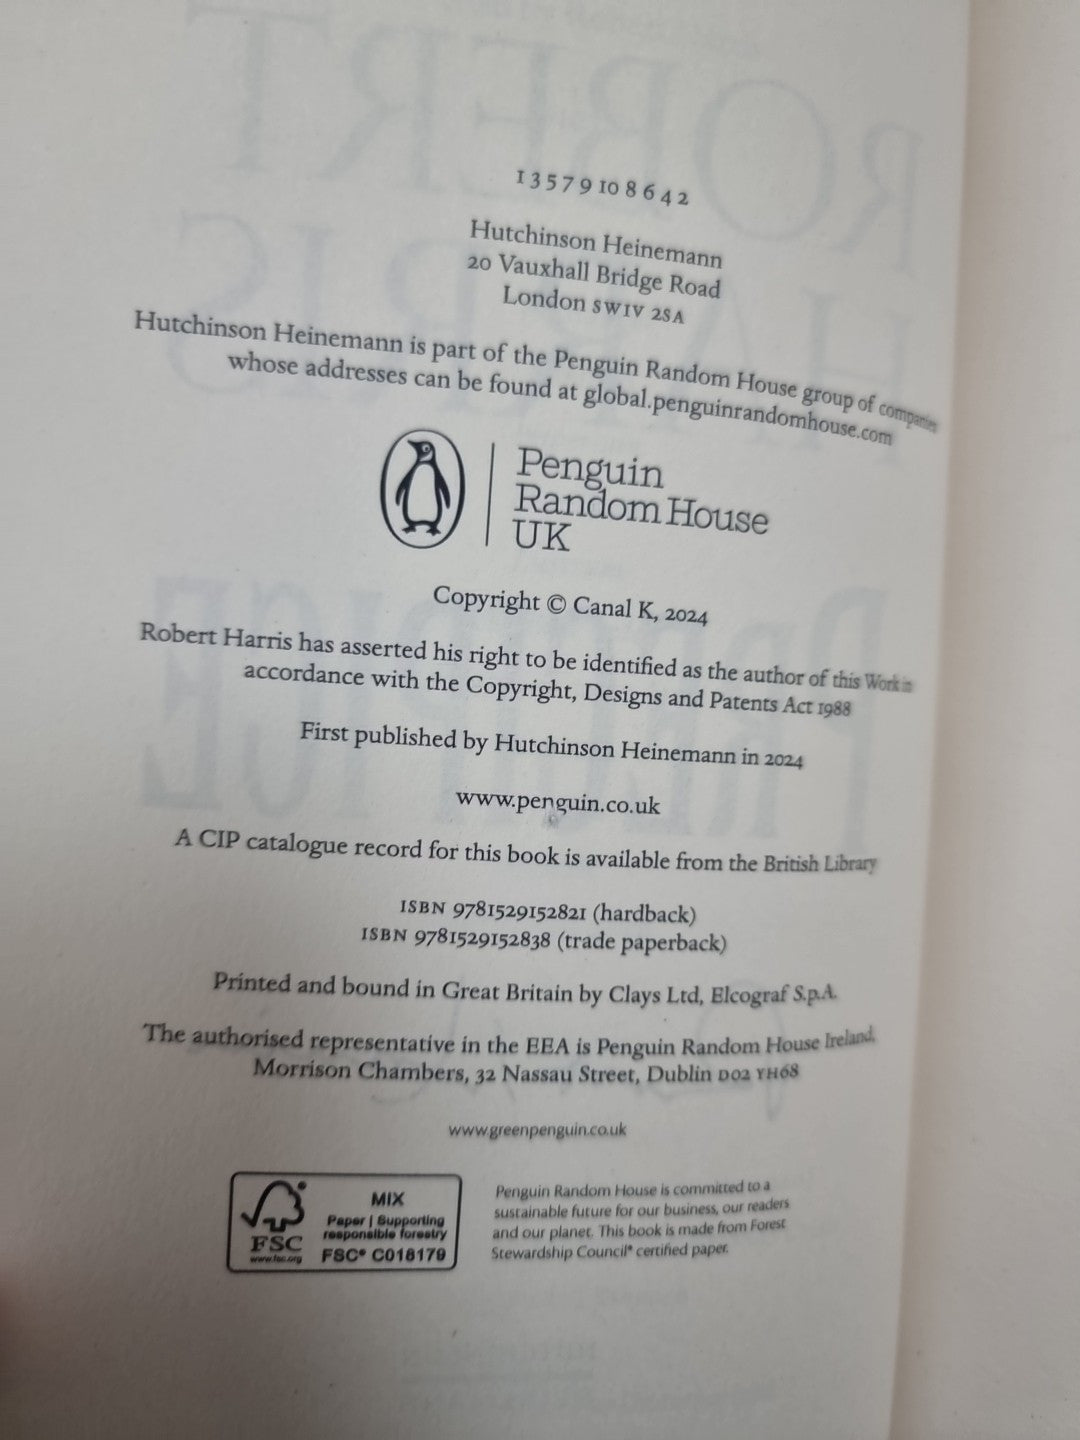 1 3 5 7 9 10 8 6 4 2
Hutchinson Heinemann
20 Vauxhall Bridge Road
London SW1V 2SA
Hutchinson Heinemann is part of the Penguin Random House group of companies
whose addresses can be found at global.penguinrandomhouse.com
Penguin
Random House
UK
Copyright © Canal K, 2024
Robert Harris has asserted his right to be identified as the author of this Work in
accordance with the Copyright, Designs and Patents Act 1988
First published by Hutchinson Heinemann in 2024
www.penguin.co.uk
A CIP catalogue record for this book is available from the British Library
ISBN 9781529152821 (hardback)
ISBN 9781529152838 (trade paperback)
Printed and bound in Great Britain by Clays Ltd, Elcograf S.p.A.
The authorised representative in the EEA is Penguin Random House Ireland,
Morrison Chambers, 32 Nassau Street, Dublin D02 YH68
www.greenpenguin.co.uk
FSC
www.fsc.org
MIX
Paper | Supporting
responsible forestry
FSC® C018179
Penguin Random House is committed to a
sustainable future for our business, our readers
and our planet. This book is made from Forest
Stewardship Council® certified paper.